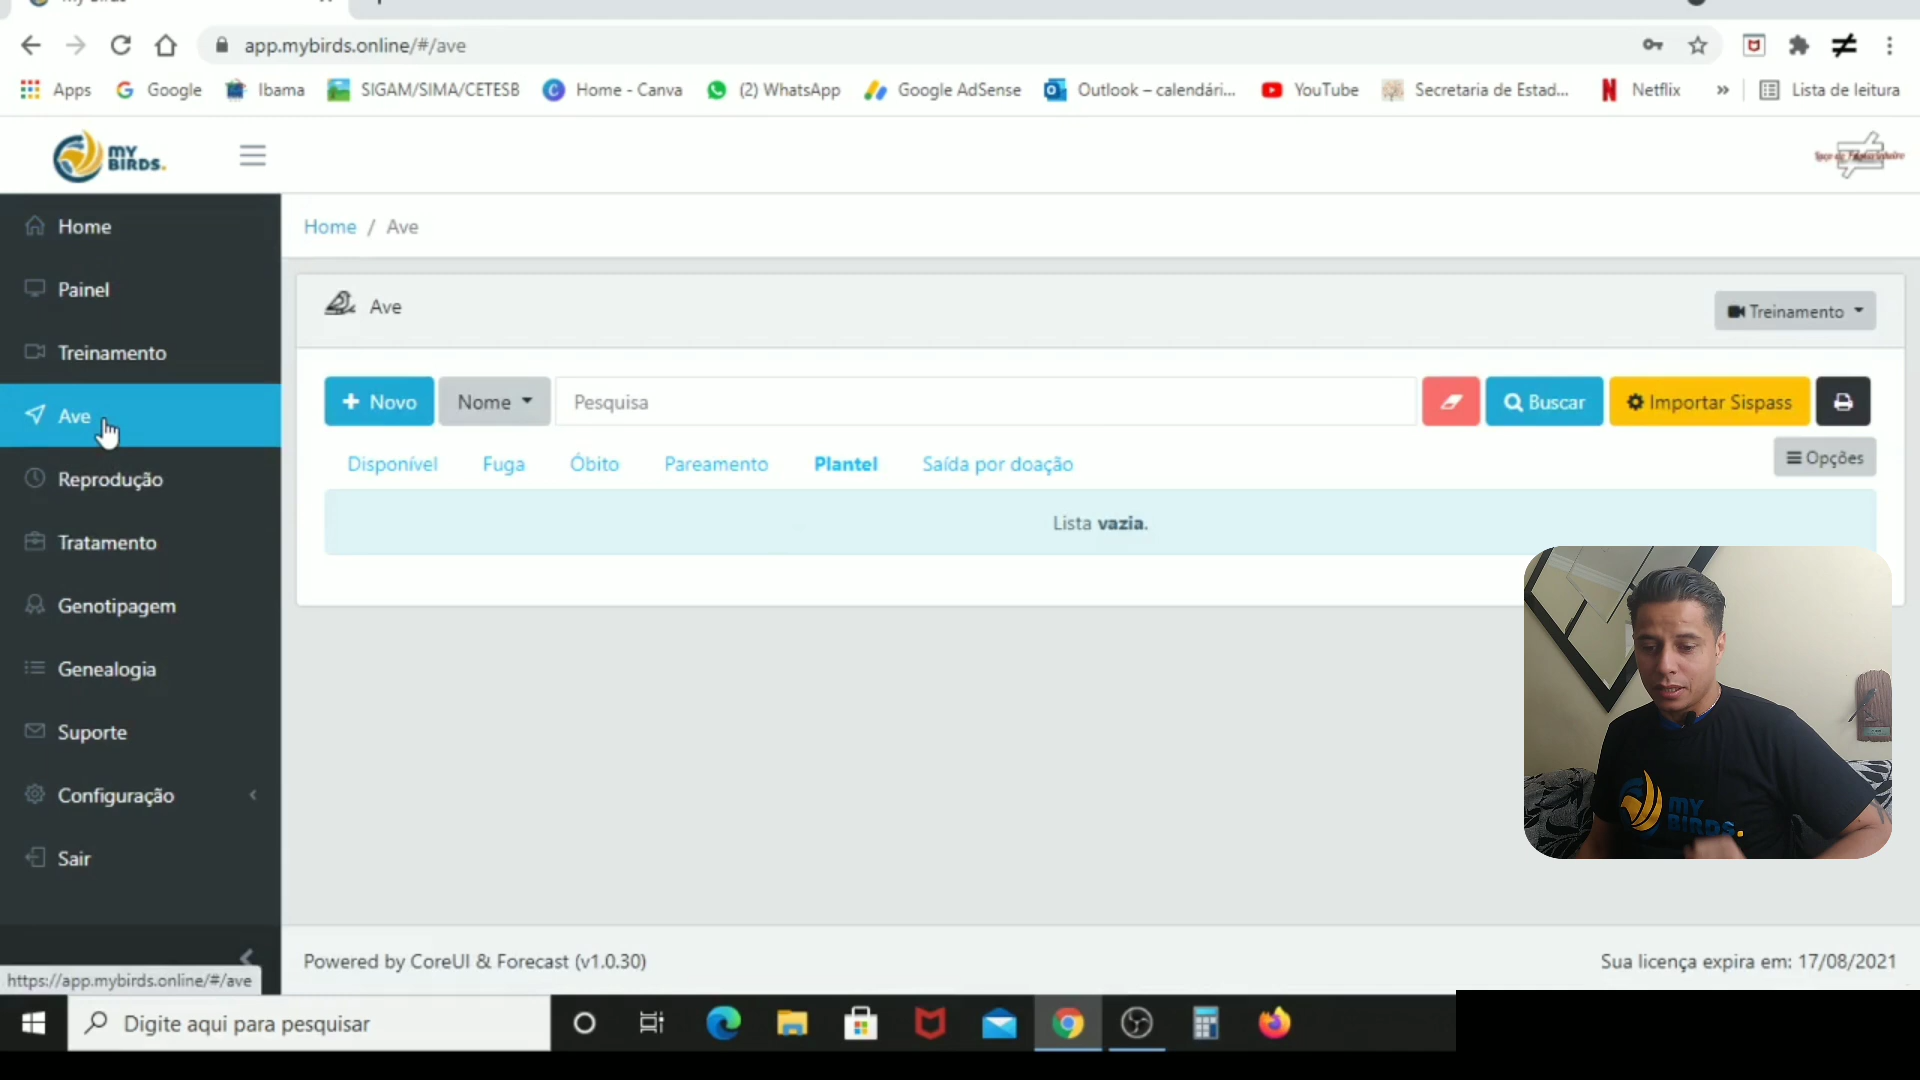 app.mybirds.online/#/ave
Apps Google Ibama SIGAM/SIMA/CETESB Home - Canva (2) WhatsApp Google AdSense Outlook – calendári... YouTube Secretaria de Estad... Netflix » Lista de leitura
MY BIRDS.
Home
Painel
Treinamento
Ave
Reprodução
Tratamento
Genotipagem
Genealogia
Suporte
Configuração
Sair
Home / Ave
Ave
Treinamento
Novo Nome Pesquisa Buscar Importar Sispass
Disponível Fuga Óbito Pareamento Plantel Saída por doação Opções
Lista vazia.
MY BIRDS.
Powered by CoreUI & Forecast (v1.0.30) Sua licença expira em: 17/08/2021
https://app.mybirds.online/#/ave
Digite aqui para pesquisar